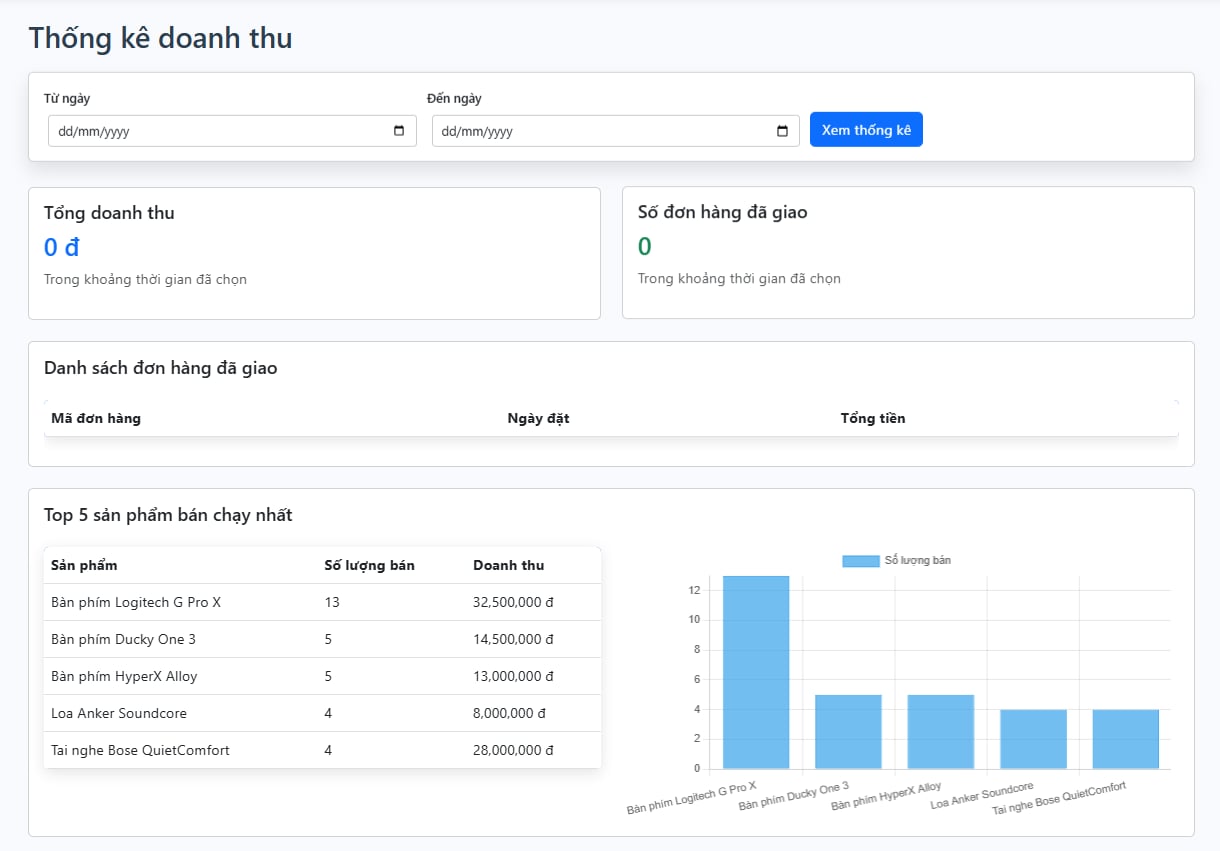 Thống kê doanh thu
Từ ngày Đến ngày
dd/mm/yyyy dd/mm/yyyy Xem thống kê
Tổng doanh thu
0 đ
Trong khoảng thời gian đã chọn
Số đơn hàng đã giao
0
Trong khoảng thời gian đã chọn
Danh sách đơn hàng đã giao
Mã đơn hàng Ngày đặt Tổng tiền
Top 5 sản phẩm bán chạy nhất
Sản phẩm Số lượng bán Doanh thu
Bàn phím Logitech G Pro X 13 32,500,000 đ
Bàn phím Ducky One 3 5 14,500,000 đ
Bàn phím HyperX Alloy 5 13,000,000 đ
Loa Anker Soundcore 4 8,000,000 đ
Tai nghe Bose QuietComfort 4 28,000,000 đ
Số lượng bán
12
10
8
6
4
2
0
Bàn phím Logitech G Pro X
Bàn phím Ducky One 3
Bàn phím HyperX Alloy
Loa Anker Soundcore
Tai nghe Bose QuietComfort